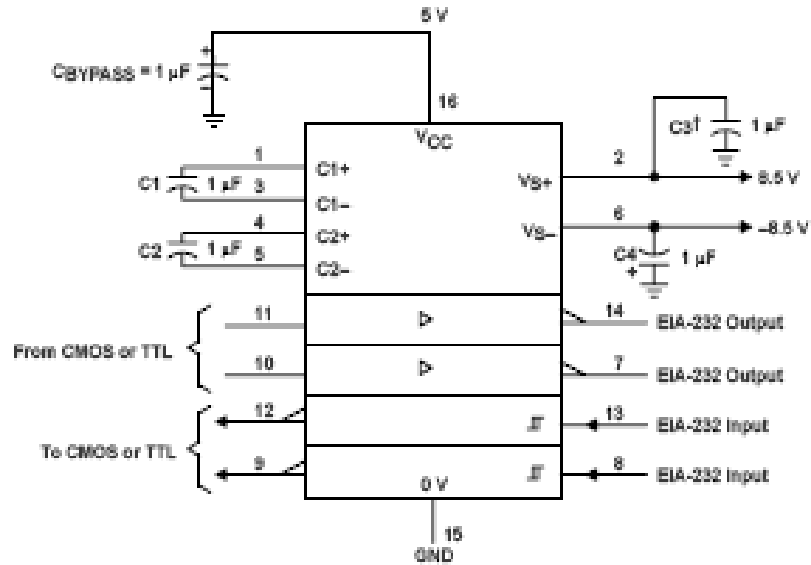 5 V
CBYPASS = 1 µF
+
−
16
VCC
1
C1+
C1
1 µF
3
C1−
4
C2+
C2
1 µF
5
C2−
2
VS+
C3†
1 µF
8.5 V
6
VS−
−8.5 V
C4
+
1 µF
From CMOS or TTL
11
14
EIA-232 Output
10
7
EIA-232 Output
To CMOS or TTL
12
13
EIA-232 Input
9
8
EIA-232 Input
0 V
15
GND